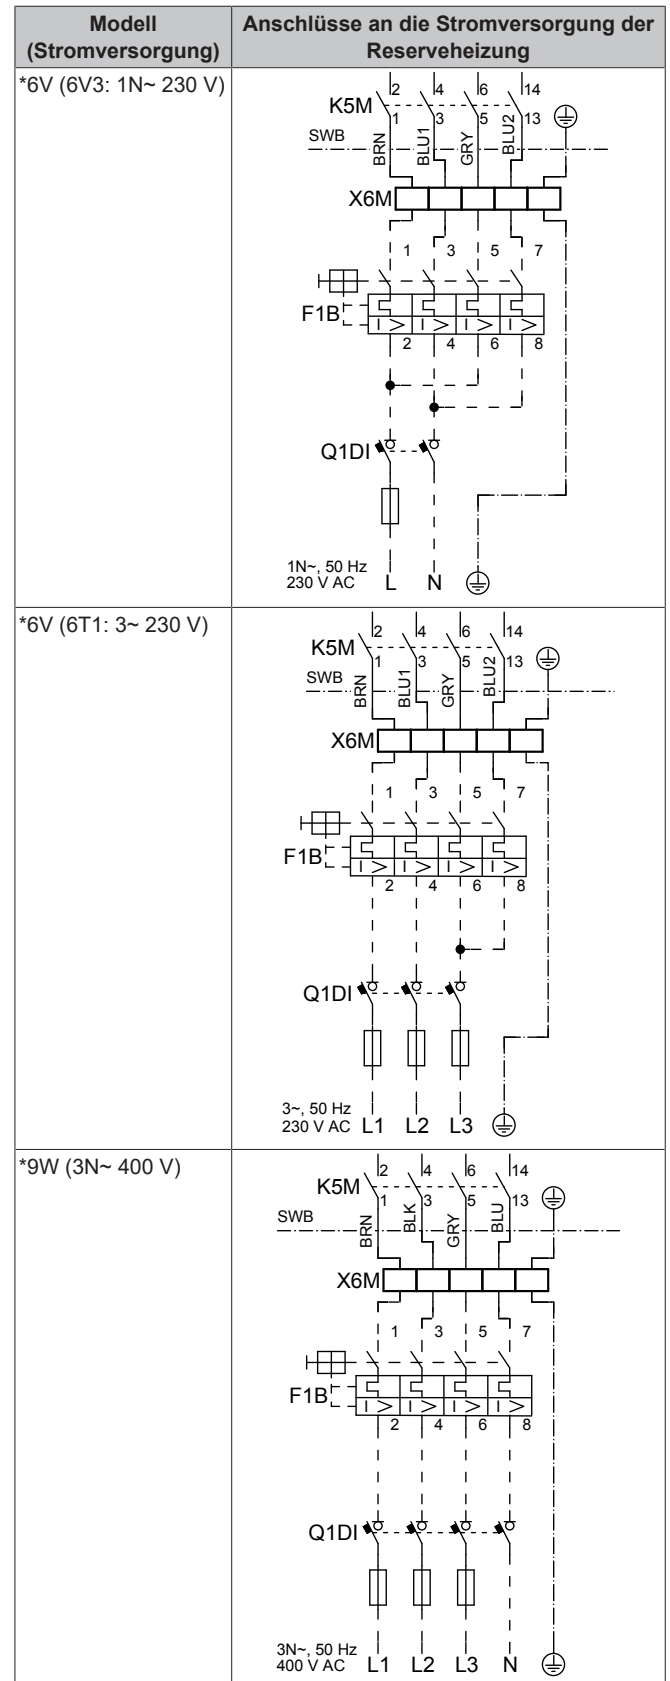 Modell
(Stromversorgung)
Anschlüsse an die Stromversorgung der
Reserveheizung
*6V (6V3: 1N~ 230 V)
2 4 6 14
K5M
1 3 5 13
SWB
BRN BLU1 GRY BLU2
X6M
1 3 5 7
F1B
I > I > I > I >
2 4 6 8
Q1DI
1N~, 50 Hz
230 V AC
L N
*6V (6T1: 3~ 230 V)
2 4 6 14
K5M
1 3 5 13
SWB
BRN BLU1 GRY BLU2
X6M
1 3 5 7
F1B
I > I > I > I >
2 4 6 8
Q1DI
3~, 50 Hz
230 V AC
L1 L2 L3
*9W (3N~ 400 V)
2 4 6 14
K5M
1 3 5 13
SWB
BRN BLK GRY BLU
X6M
1 3 5 7
F1B
I > I > I > I >
2 4 6 8
Q1DI
3N~, 50 Hz
400 V AC
L1 L2 L3 N